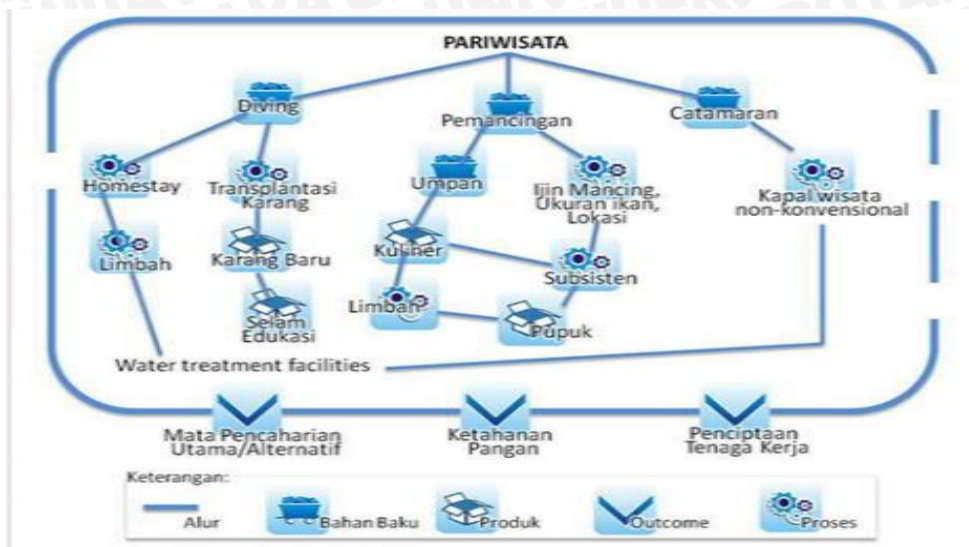 PARIWISATA
Diving
Pemancingan
Catamaran
Homestay
Transplantasi
Karang
Umpan
Ijin Mancing,
Ukuran ikan,
Lokasi
Kapal wisata
non-konvensional
Limbah
Karang Baru
Kuliner
Subsisten
Selam
Edukasi
Limbah
Pupuk
Water treatment facilities
Mata Pencaharian
Utama/Alternatif
Ketahanan
Pangan
Penciptaan
Tenaga Kerja
Keterangan:
Alur
Bahan Baku
Produk
Outcome
Proses